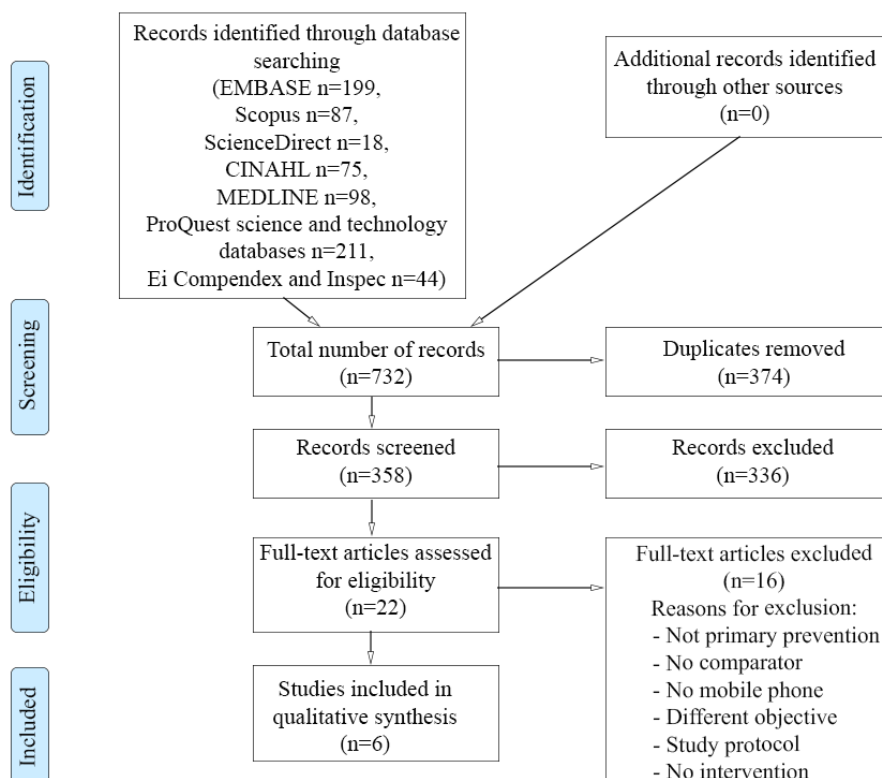 Identification
Records identified through database
searching
(EMBASE n=199,
Scopus n=87,
ScienceDirect n=18,
CINAHL n=75,
MEDLINE n=98,
ProQuest science and technology
databases n=211,
Ei Compendex and Inspec n=44)
Additional records identified
through other sources
(n=0)
Screening
Total number of records
(n=732)
Duplicates removed
(n=374)
Records screened
(n=358)
Records excluded
(n=336)
Eligibility
Full-text articles assessed
for eligibility
(n=22)
Full-text articles excluded
(n=16)
Reasons for exclusion:
- Not primary prevention
- No comparator
- No mobile phone
- Different objective
- Study protocol
- No intervention
Included
Studies included in
qualitative synthesis
(n=6)